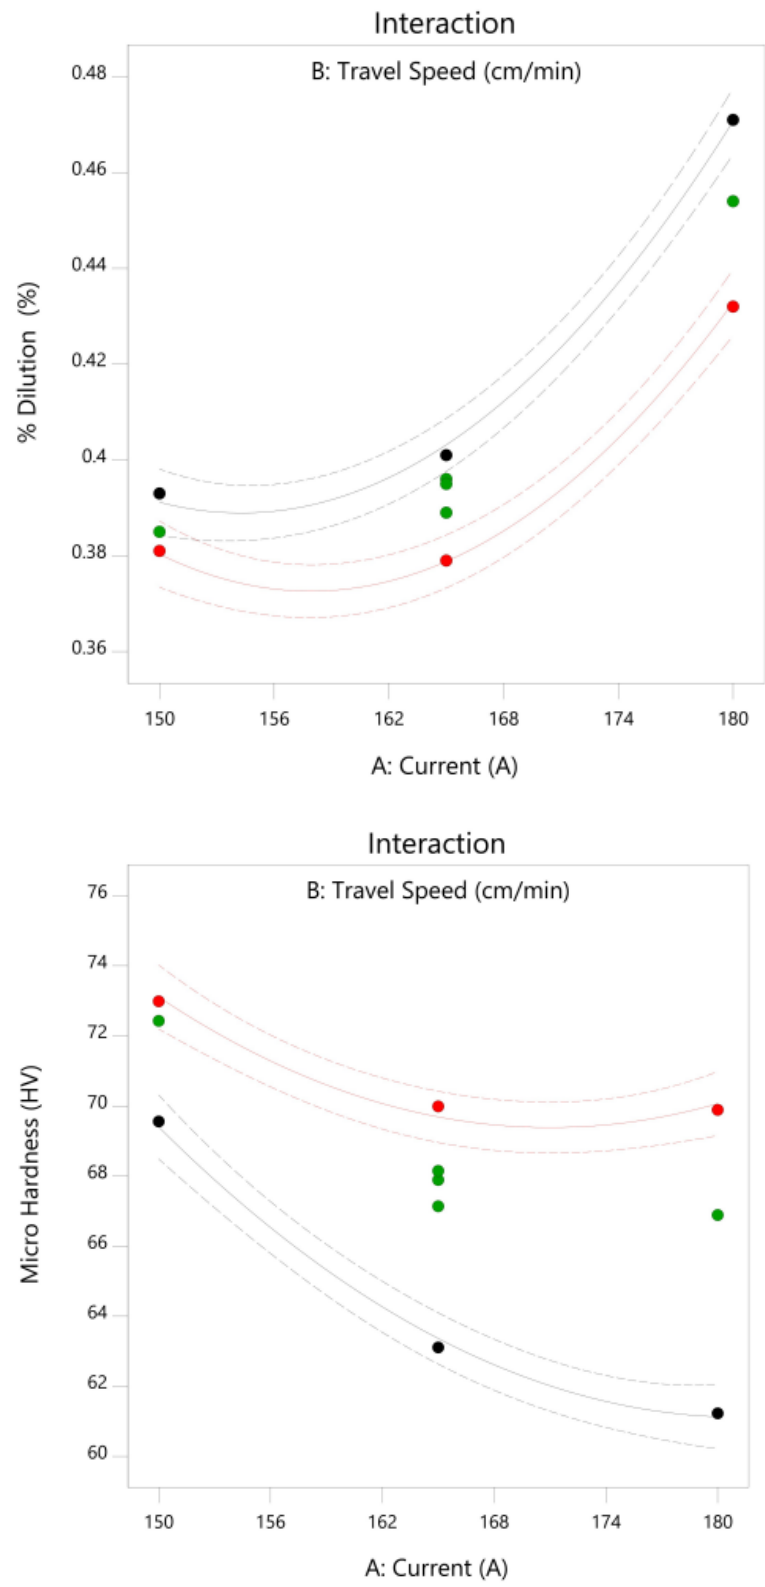 Interaction
B: Travel Speed (cm/min)
0.48
0.46
0.44
0.42
0.4
0.38
0.36
% Dilution (%)
150 156 162 168 174 180
A: Current (A)
Interaction
B: Travel Speed (cm/min)
76
74
72
70
68
66
64
62
60
Micro Hardness (HV)
150 156 162 168 174 180
A: Current (A)